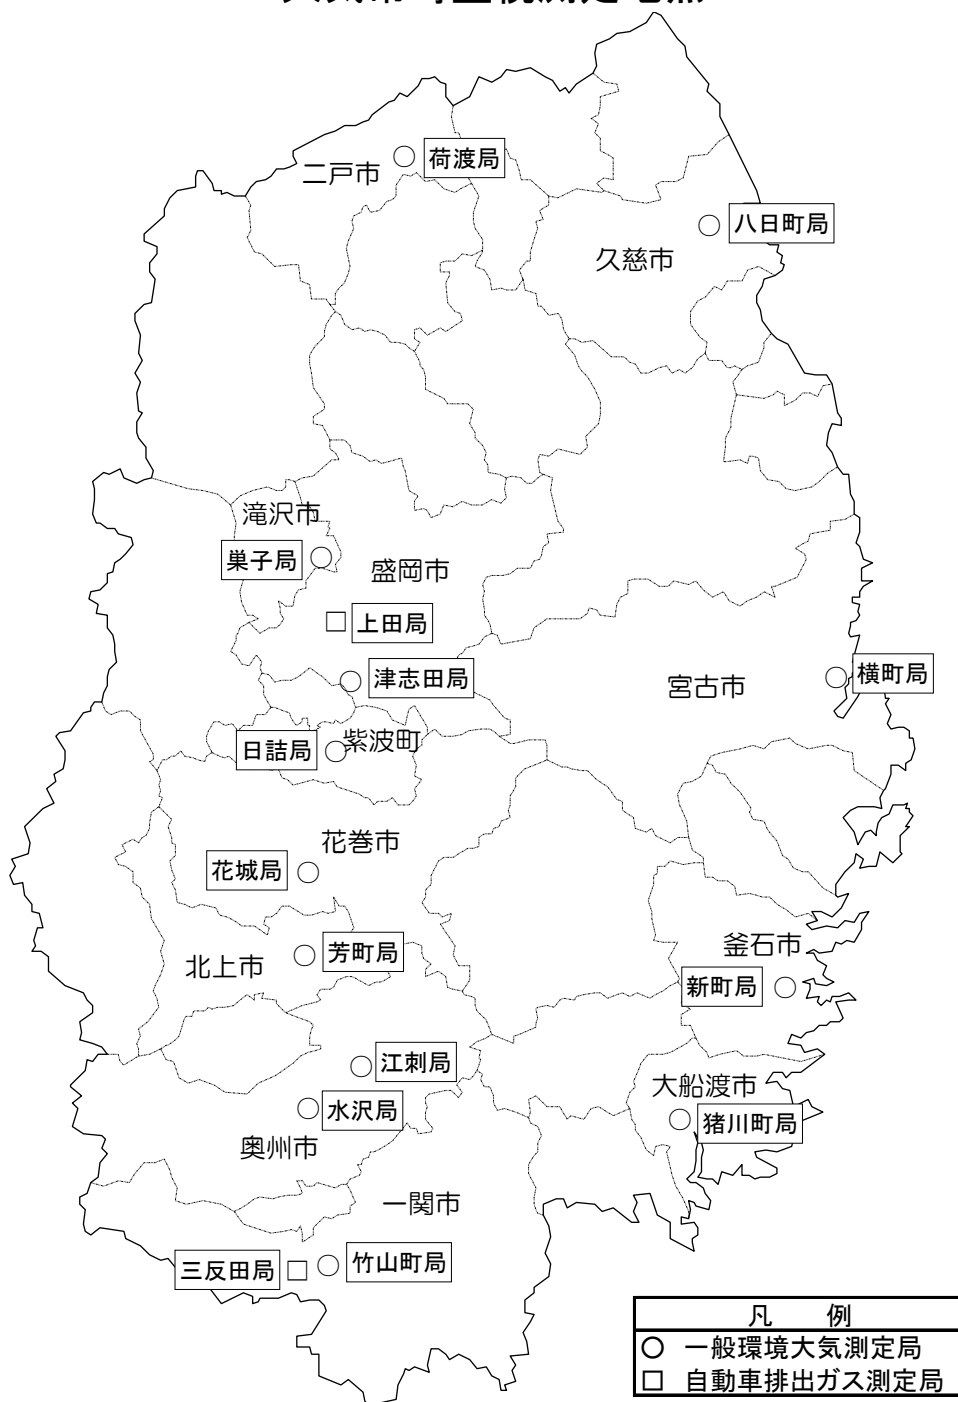 荷渡局
二戸市
八日町局
久慈市
滝沢市
巣子局
盛岡市
上田局
津志田局
横町局
宮古市
紫波町
日詰局
花巻市
花城局
釜石市
芳町局
北上市
新町局
江刺局
大船渡市
水沢局
猪川町局
奥州市
一関市
竹山町局
三反田局
凡 例
○ 一般環境大気測定局
□ 自動車排出ガス測定局